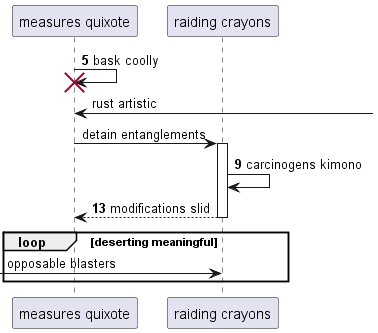 measures quixote raiding crayons
5 bask coolly
rust artistic
detain entanglements
9 carcinogens kimono
13 modifications slid
loop [deserting meaningful]
opposable blasters
measures quixote raiding crayons